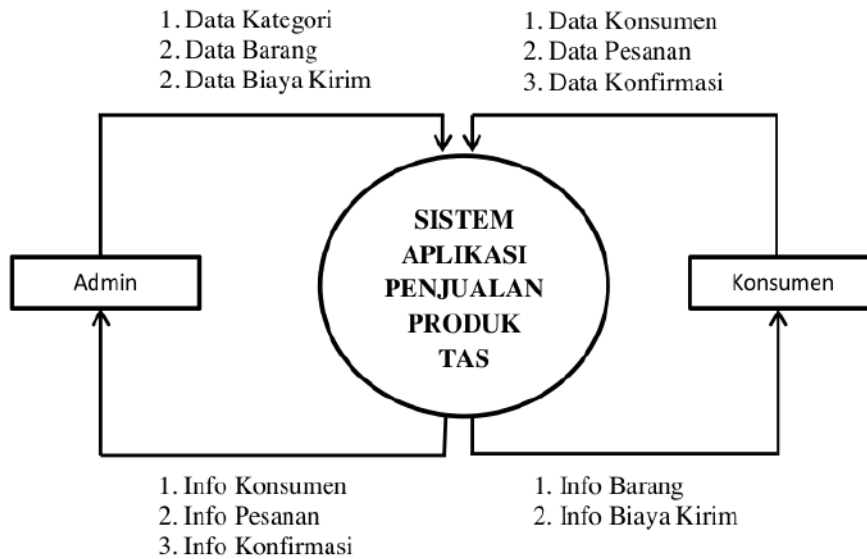 1. Data Kategori
2. Data Barang
2. Data Biaya Kirim
1. Data Konsumen
2. Data Pesanan
3. Data Konfirmasi
Admin
SISTEM
APLIKASI
PENJUALAN
PRODUK
TAS
Konsumen
1. Info Konsumen
2. Info Pesanan
3. Info Konfirmasi
1. Info Barang
2. Info Biaya Kirim